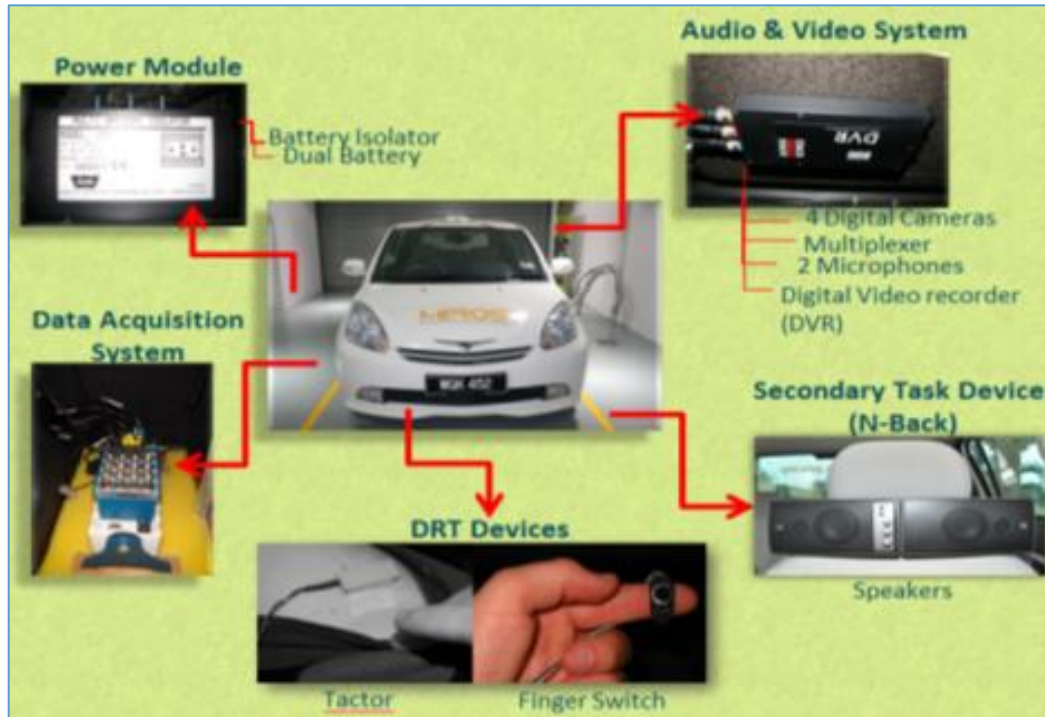 Audio & Video System
Power Module
Battery Isolator
Dual Battery
DVR
4 Digital Cameras
Multiplexer
2 Microphones
Digital Video recorder
(DVR)
Data Acquisition
System
MIROS
WQK 452
Secondary Task Device
(N-Back)
Speakers
DRT Devices
Tactor
Finger Switch